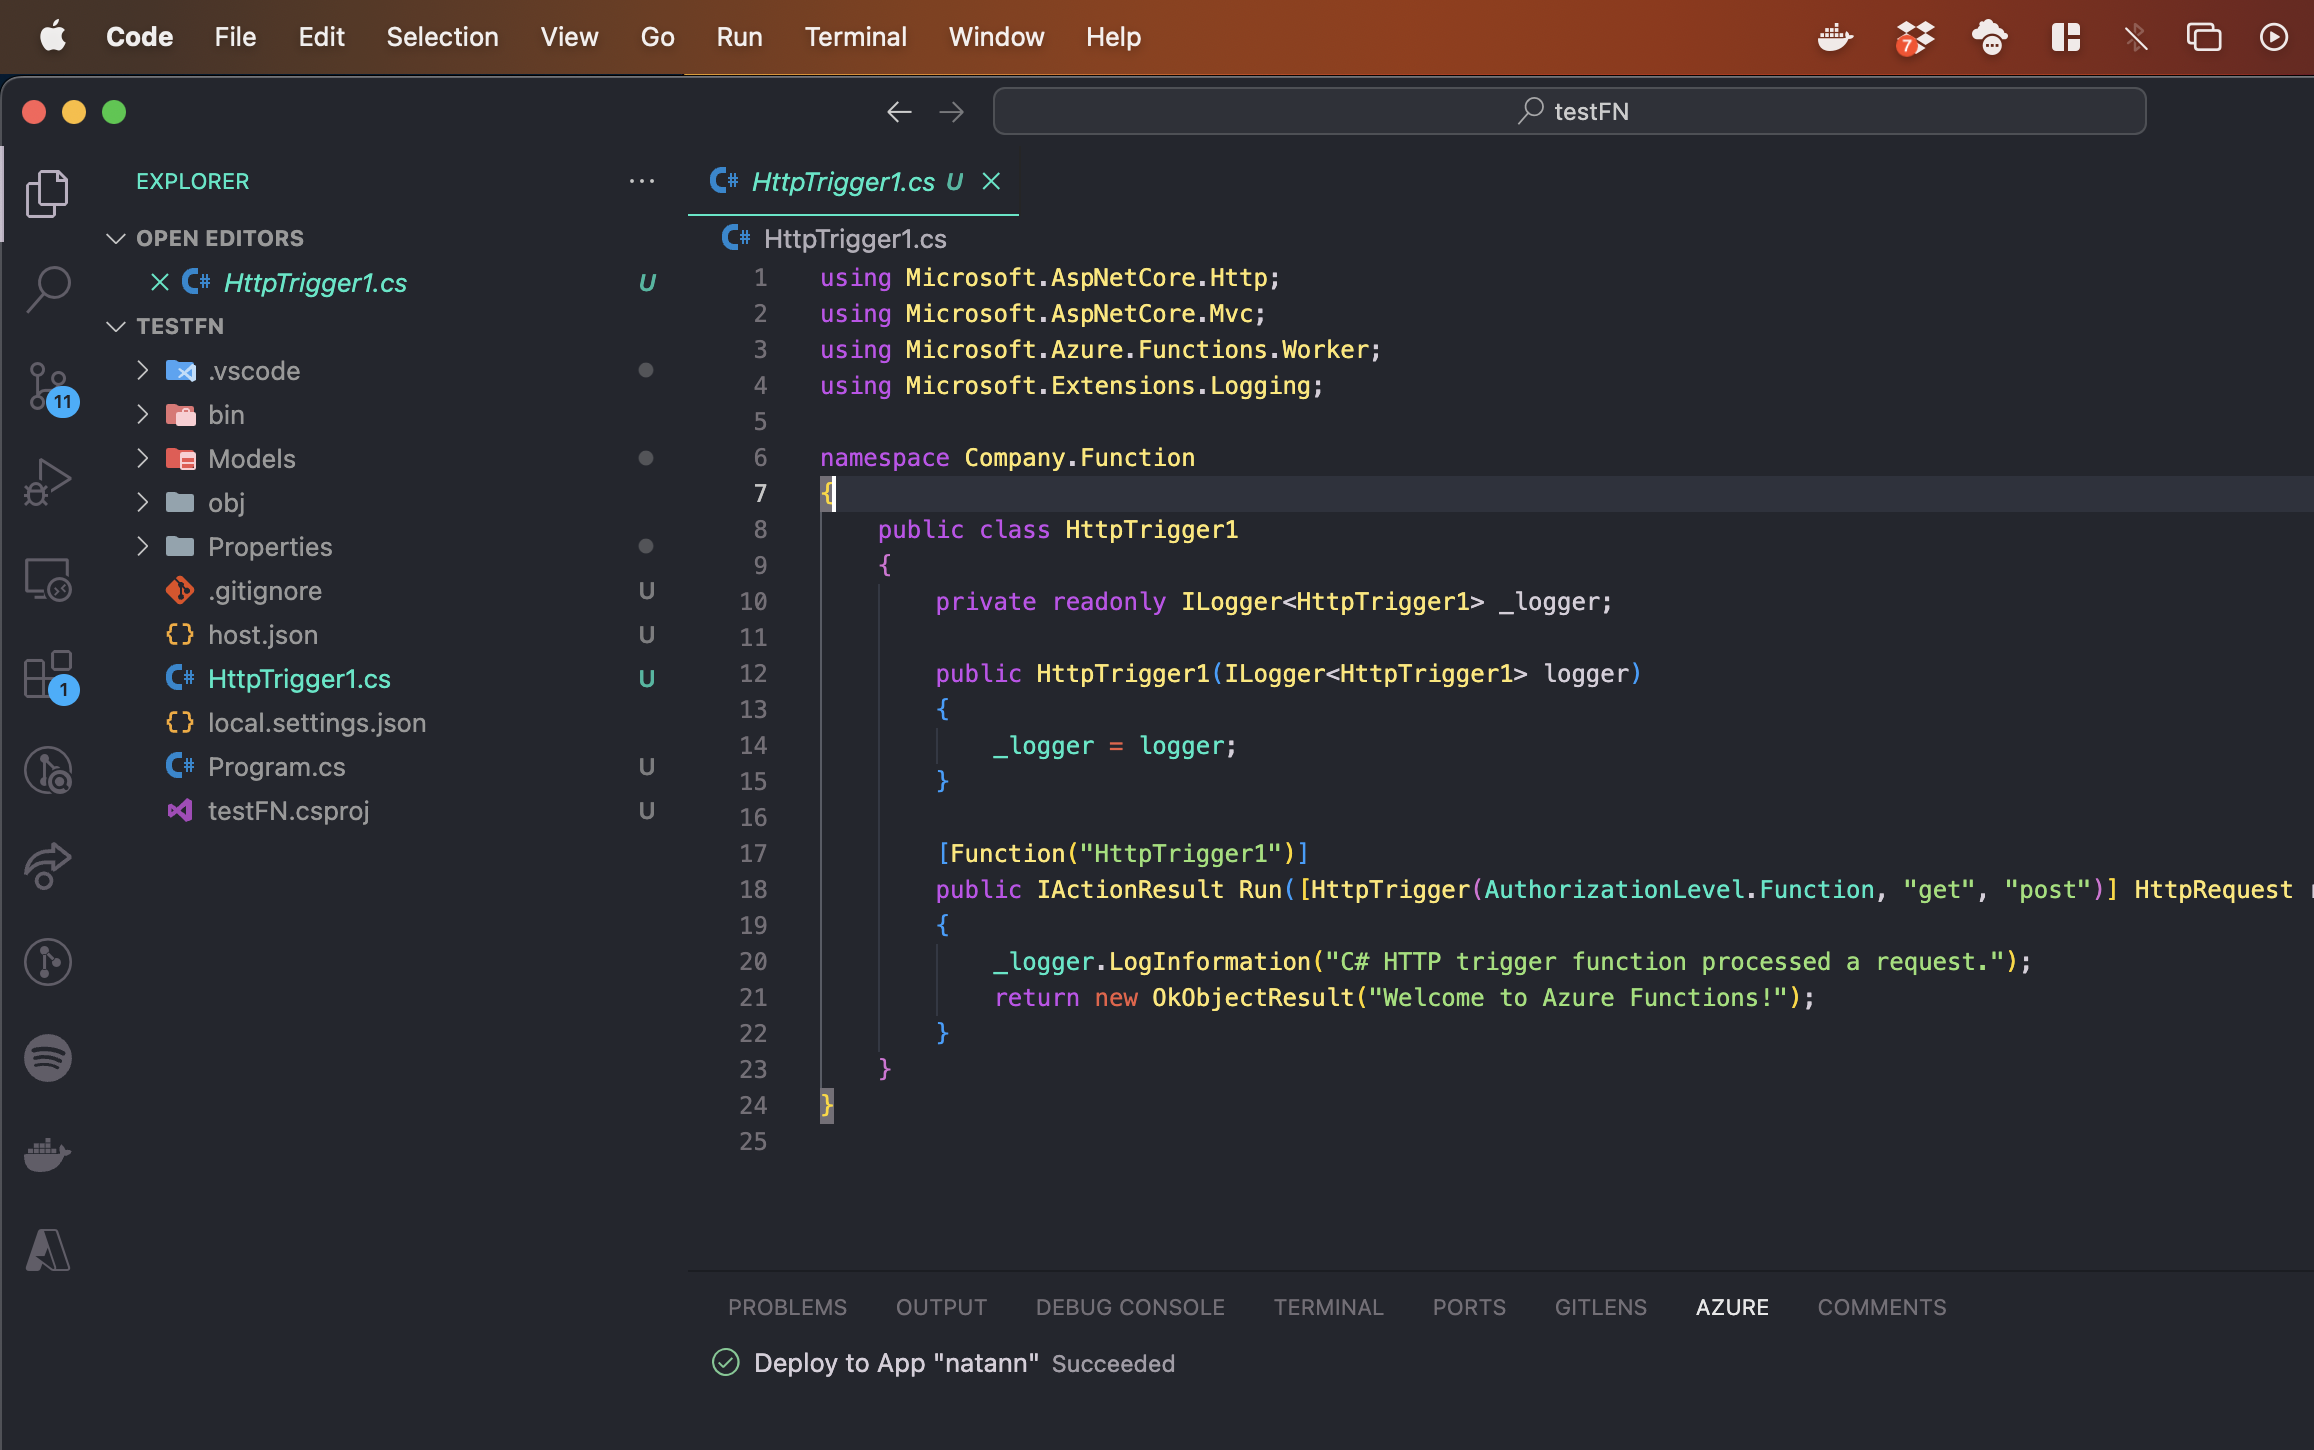 Code File Edit Selection View Go Run Terminal Window Help 7
testFN
EXPLORER
OPEN EDITORS
HttpTrigger1.cs U
TESTFN
.vscode
bin
Models
obj
Properties
.gitignore U
host.json U
HttpTrigger1.cs U
local.settings.json
Program.cs U
testFN.csproj U
11
1
HttpTrigger1.cs U
HttpTrigger1.cs
1 using Microsoft.AspNetCore.Http;
2 using Microsoft.AspNetCore.Mvc;
3 using Microsoft.Azure.Functions.Worker;
4 using Microsoft.Extensions.Logging;
5
6 namespace Company.Function
7 {
8 public class HttpTrigger1
9 {
10 private readonly ILogger<HttpTrigger1> _logger;
11
12 public HttpTrigger1(ILogger<HttpTrigger1> logger)
13 {
14 _logger = logger;
15 }
16
17 [Function("HttpTrigger1")]
18 public IActionResult Run([HttpTrigger(AuthorizationLevel.Function, "get", "post")] HttpRequest
19 {
20 _logger.LogInformation("C# HTTP trigger function processed a request.");
21 return new OkObjectResult("Welcome to Azure Functions!");
22 }
23 }
24 }
25
PROBLEMS OUTPUT DEBUG CONSOLE TERMINAL PORTS GITLENS AZURE COMMENTS
Deploy to App "natann" Succeeded